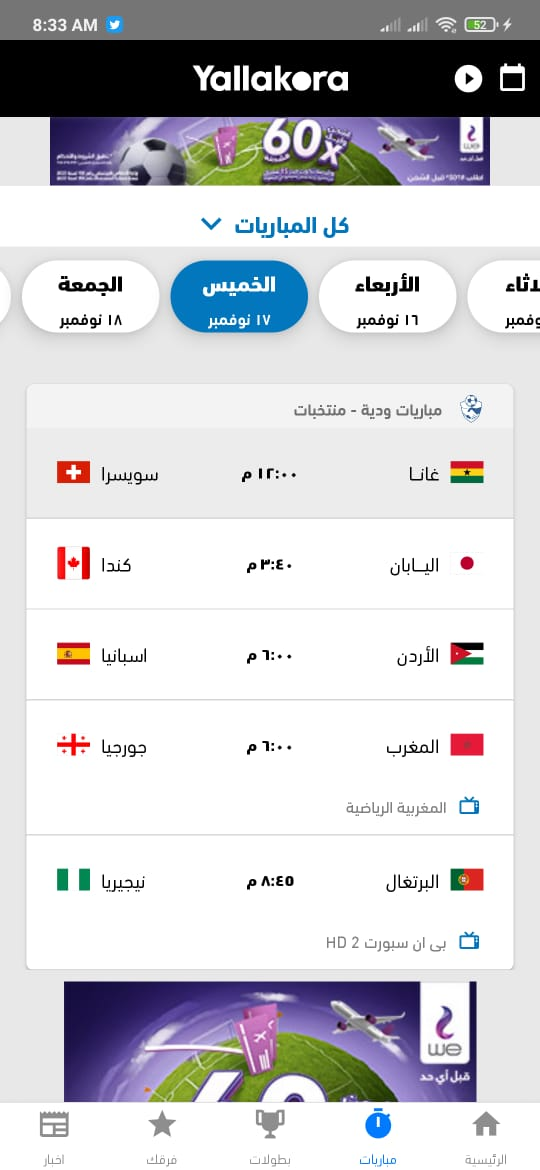 8:33 AM
52
Yallakora
60x
we
كل المباريات
الجمعة
١٨ نوفمبر
الخميس
١٧ نوفمبر
الأربعاء
١٦ نوفمبر
مباريات ودية - منتخبات
غانا ١٢:٠٠ م سويسرا
اليابان ٣:٤٠ م كندا
الأردن ٦:٠٠ م اسبانيا
المغرب ٦:٠٠ م جورجيا
المغربية الرياضية
البرتغال ٨:٤٥ م نيجيريا
بى ان سبورت 2 HD
we
قبل أي حد
الرئيسية
مباريات
بطولات
فرقك
اخبار